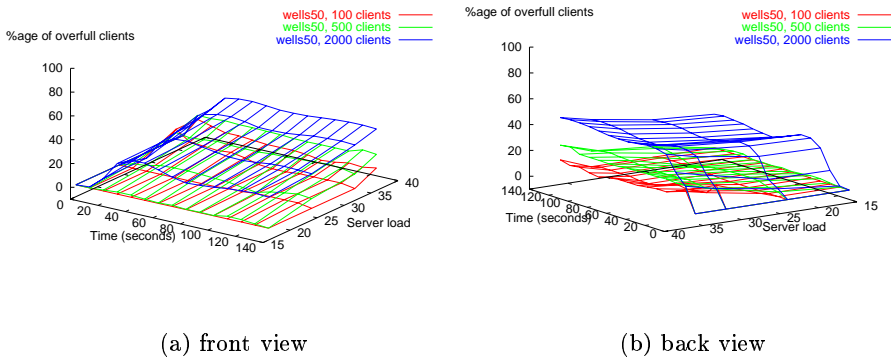 wells50, 100 clients
wells50, 500 clients
wells50, 2000 clients
%age of overfull clients
100
80
60
40
20
0
0
20
40
60
80
100
120
140
Time (seconds)
15
20
25
30
35
40
Server load
(a) front view
wells50, 100 clients
wells50, 500 clients
wells50, 2000 clients
%age of overfull clients
100
80
60
40
20
0
140
120
100
80
60
40
20
0
Time (seconds)
40
35
30
25
20
15
Server load
(b) back view